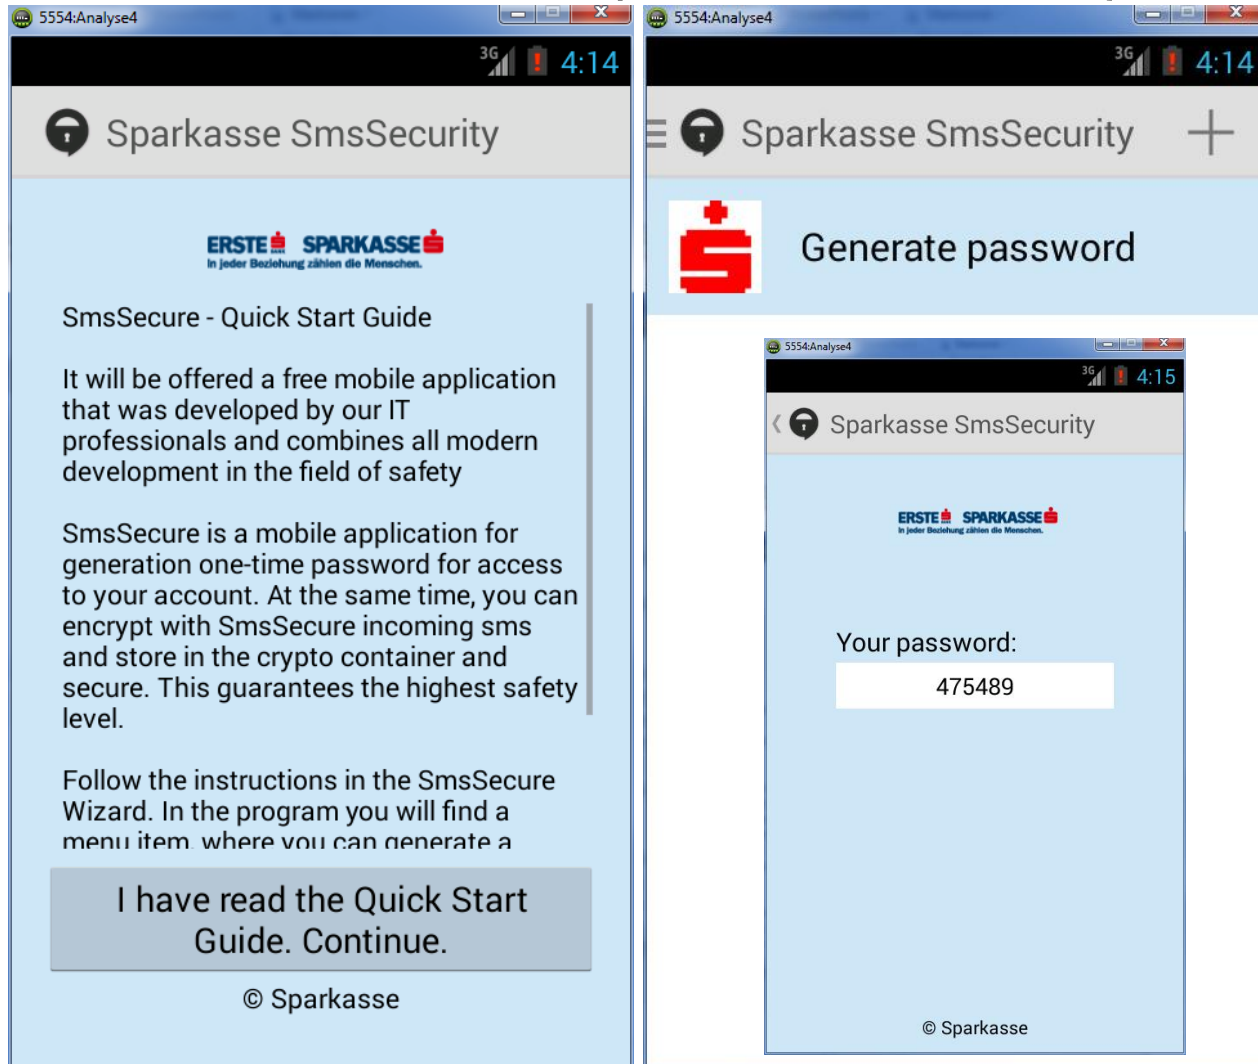 5554:Analyse4
3G 4:14
Sparkasse SmsSecurity
ERSTE SPARKASSE
In jeder Beziehung zählen die Menschen.
SmsSecure - Quick Start Guide
It will be offered a free mobile application
that was developed by our IT
professionals and combines all modern
development in the field of safety
SmsSecure is a mobile application for
generation one-time password for access
to your account. At the same time, you can
encrypt with SmsSecure incoming sms
and store in the crypto container and
secure. This guarantees the highest safety
level.
Follow the instructions in the SmsSecure
Wizard. In the program you will find a
menu item, where you can generate a
I have read the Quick Start
Guide. Continue.
© Sparkasse
5554:Analyse4
3G 4:14
Sparkasse SmsSecurity
Generate password
5554:Analyse4
3G 4:15
Sparkasse SmsSecurity
ERSTE SPARKASSE
In jeder Beziehung zählen die Menschen.
Your password:
475489
© Sparkasse